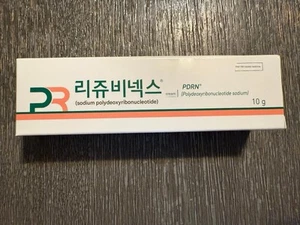 PR
리쥬비넥스®
(sodium polydeoxyribonucleotide)
PDRN®
(Polydeoxyribonucleotide sodium)
10 g